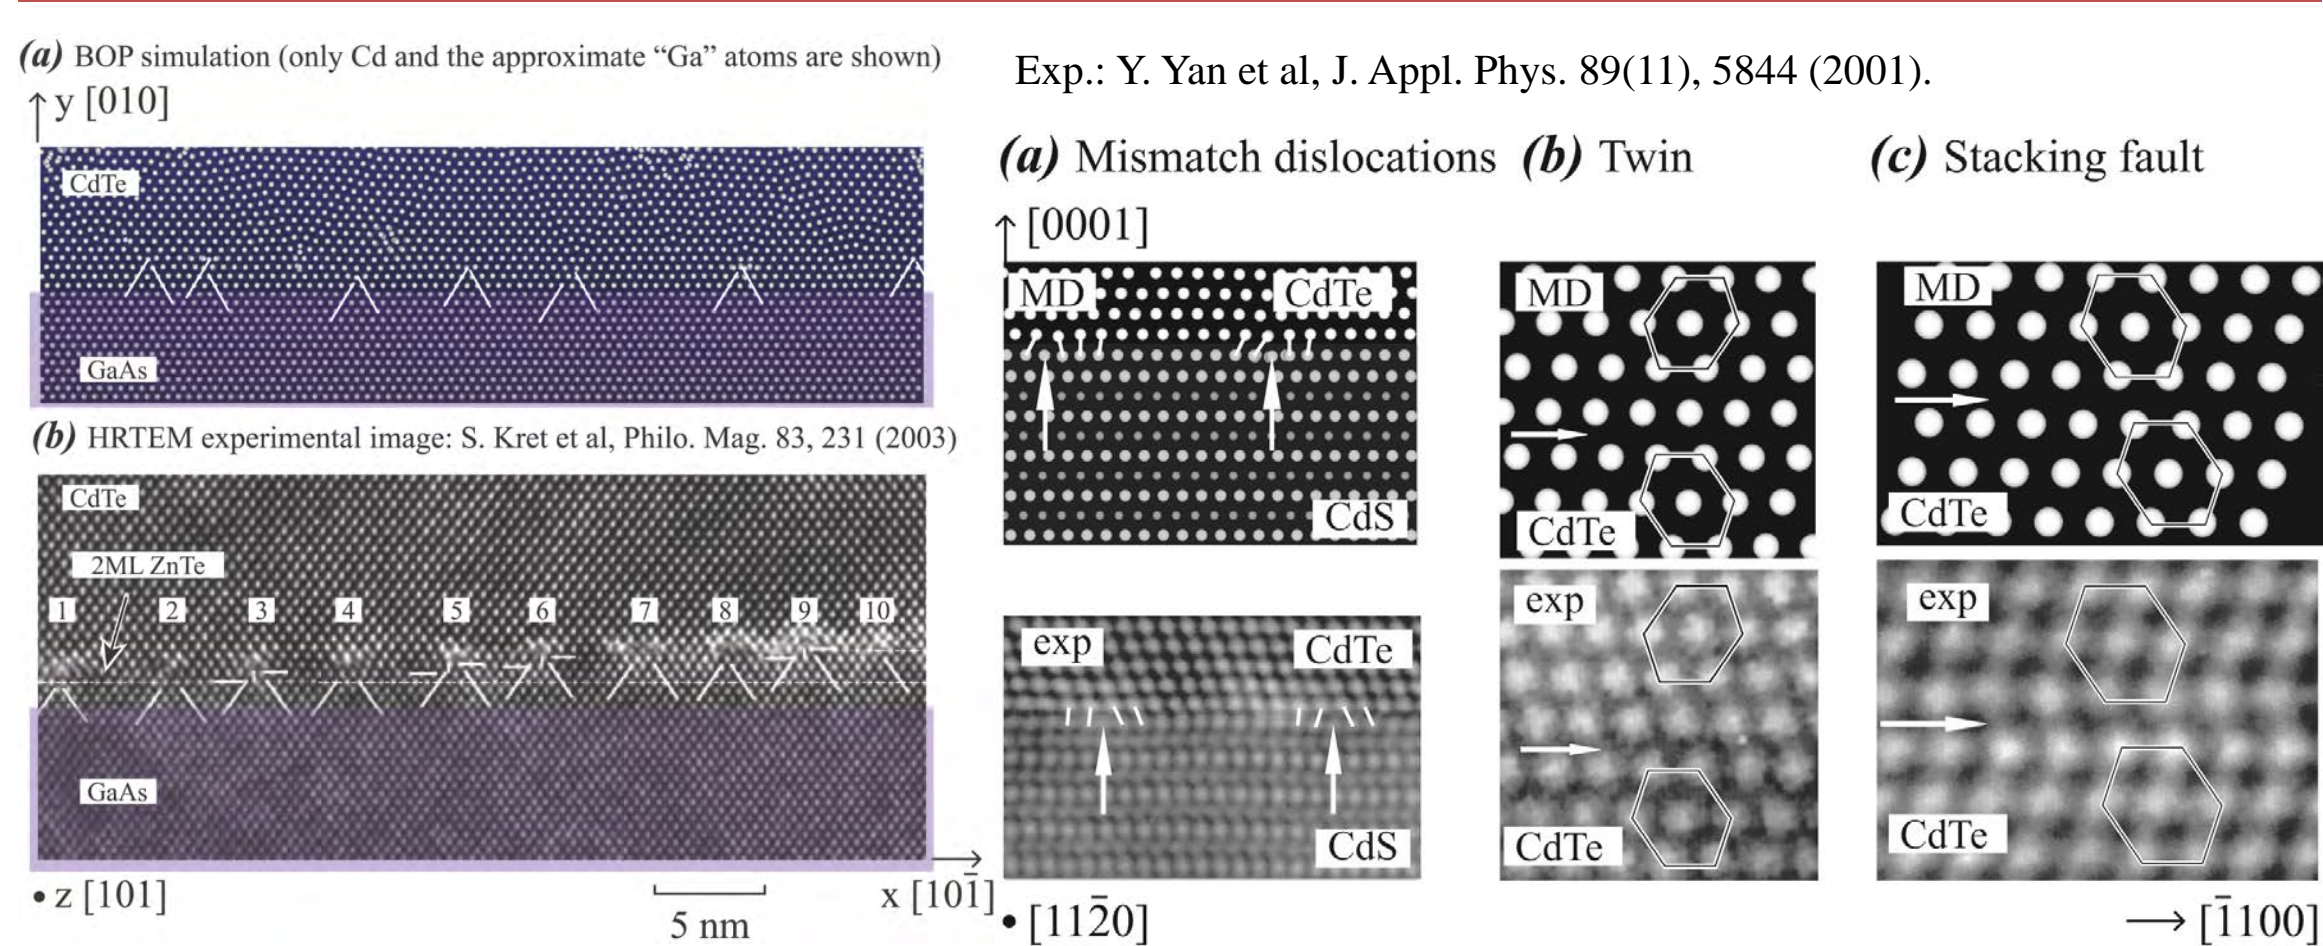 (a) BOP simulation (only Cd and the approximate “Ga” atoms are shown)
y [010]
CdTe
GaAs
(b) HRTEM experimental image: S. Kret et al, Philo. Mag. 83, 231 (2003)
CdTe
2ML ZnTe
1 2 3 4 5 6 7 8 9 10
GaAs
• z [101]
x [101̄]
5 nm
Exp.: Y. Yan et al, J. Appl. Phys. 89(11), 5844 (2001).
(a) Mismatch dislocations
[0001]
MD CdTe
CdS
exp CdTe
CdS
• [112̄0]
(b) Twin
MD
CdTe
exp
CdTe
(c) Stacking fault
MD
CdTe
exp
CdTe
[1̄100]